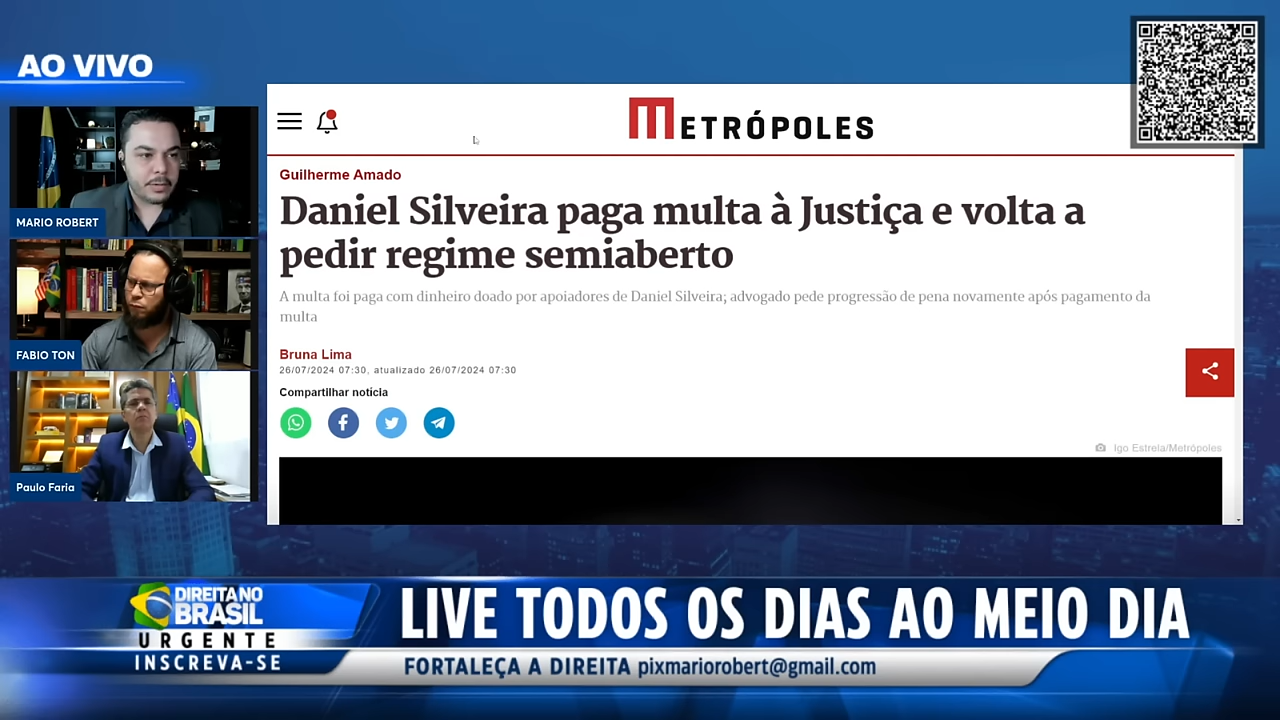 AO VIVO
MARIO ROBERT
FABIO TON
Paulo Faria
METRÓPOLES
Guilherme Amado
Daniel Silveira paga multa à Justiça e volta a
pedir regime semiaberto
A multa foi paga com dinheiro doado por apoiadores de Daniel Silveira; advogado pede progressão de pena novamente após pagamento da
multa
Bruna Lima
26/07/2024 07:30, atualizado 26/07/2024 07:30
Compartilhar notícia
Igo Estrela/Metrópoles
DIREITA NO
BRASIL
URGENTE
INSCREVA-SE
LIVE TODOS OS DIAS AO MEIO DIA
FORTALEÇA A DIREITA pixmariorobert@gmail.com